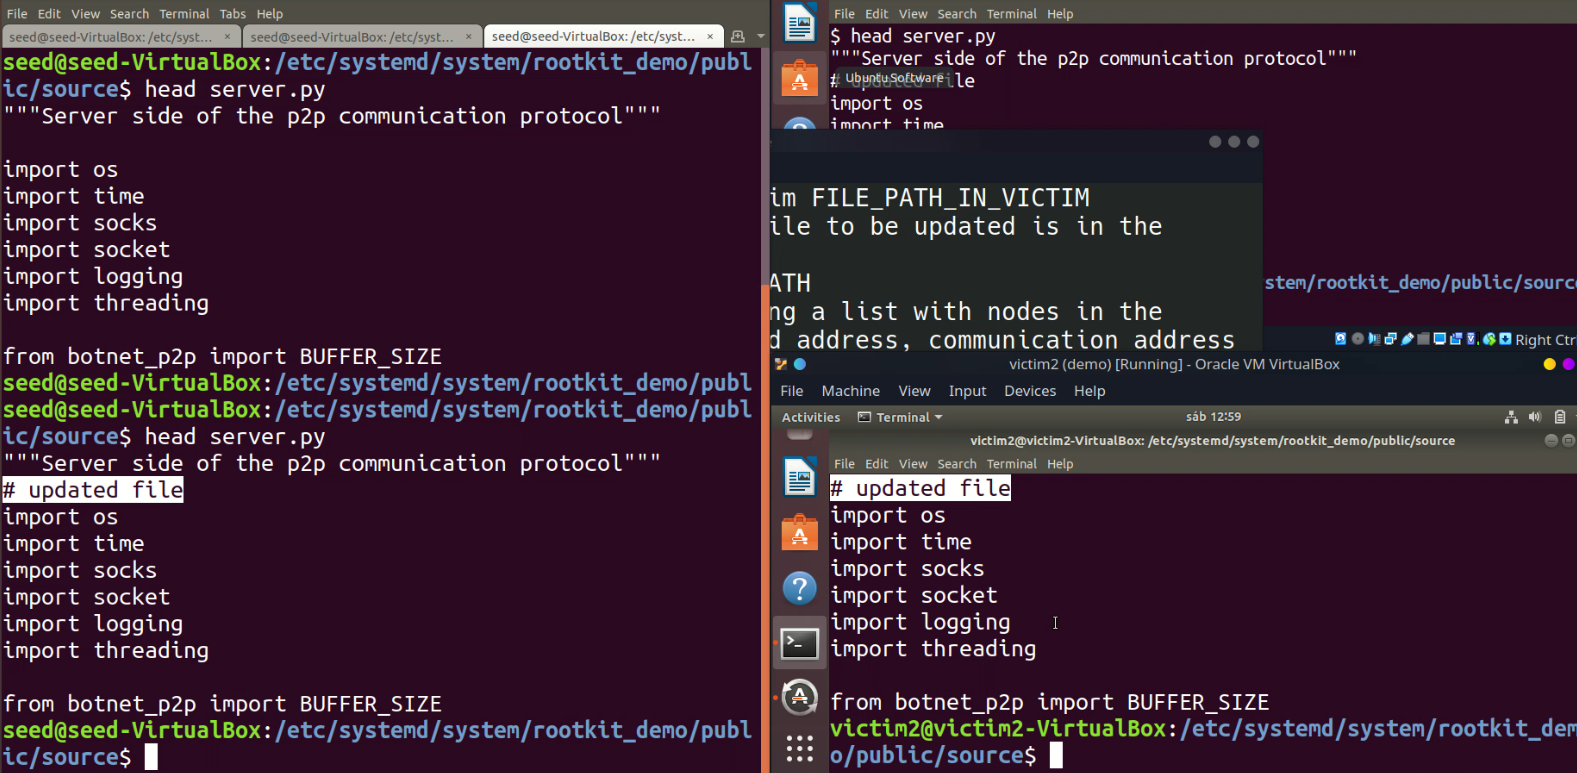 File Edit View Search Terminal Tabs Help
seed@seed-VirtualBox: /etc/syst... × seed@seed-VirtualBox: /etc/syst... × seed@seed-VirtualBox: /etc/syst... ×
seed@seed-VirtualBox:/etc/systemd/system/rootkit_demo/publ
ic/source$ head server.py
"""Server side of the p2p communication protocol"""
import os
import time
import socks
import socket
import logging
import threading
from botnet_p2p import BUFFER_SIZE
seed@seed-VirtualBox:/etc/systemd/system/rootkit_demo/publ
seed@seed-VirtualBox:/etc/systemd/system/rootkit_demo/publ
ic/source$ head server.py
"""Server side of the p2p communication protocol"""
# updated file
import os
import time
import socks
import socket
import logging
import threading
from botnet_p2p import BUFFER_SIZE
seed@seed-VirtualBox:/etc/systemd/system/rootkit_demo/publ
ic/source$
File Edit View Search Terminal Help
$ head server.py
"""Server side of the p2p communication protocol"""
# updated file
Ubuntu Software
import os
import time
im FILE_PATH_IN_VICTIM
ile to be updated is in the
ATH
ng a list with nodes in the
d address, communication address
stem/rootkit_demo/public/sourc
Right Ctr
victim2 (demo) [Running] - Oracle VM VirtualBox
File Machine View Input Devices Help
Activities Terminal sáb 12:59
victim2@victim2-VirtualBox: /etc/systemd/system/rootkit_demo/public/source
File Edit View Search Terminal Help
# updated file
import os
import time
import socks
import socket
import logging
import threading
from botnet_p2p import BUFFER_SIZE
victim2@victim2-VirtualBox:/etc/systemd/system/rootkit_dem
o/public/source$